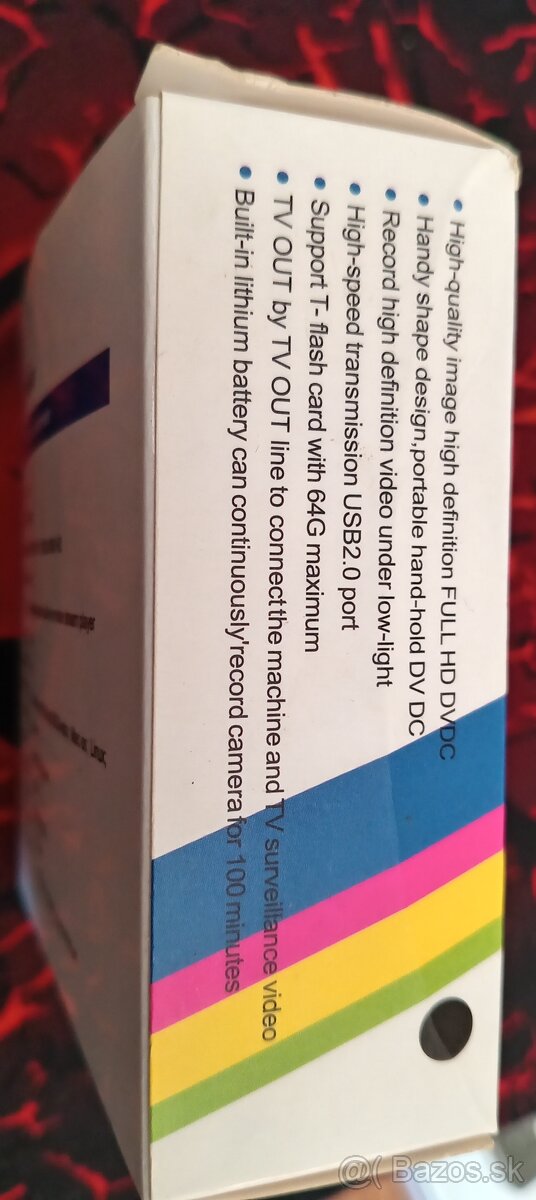 • High-quality image high definition FULL HD DVDC
• Handy shape design,portable hand-hold DV DC
• Record high definition video under low-light
• High-speed transmission USB2.0 port
• Support T- flash card with 64G maximum
• TV OUT by TV OUT line to connect the machine and TV surveillance video
• Built-in lithium battery can continuously'record camera for 100 minutes
@( Bazos.sk